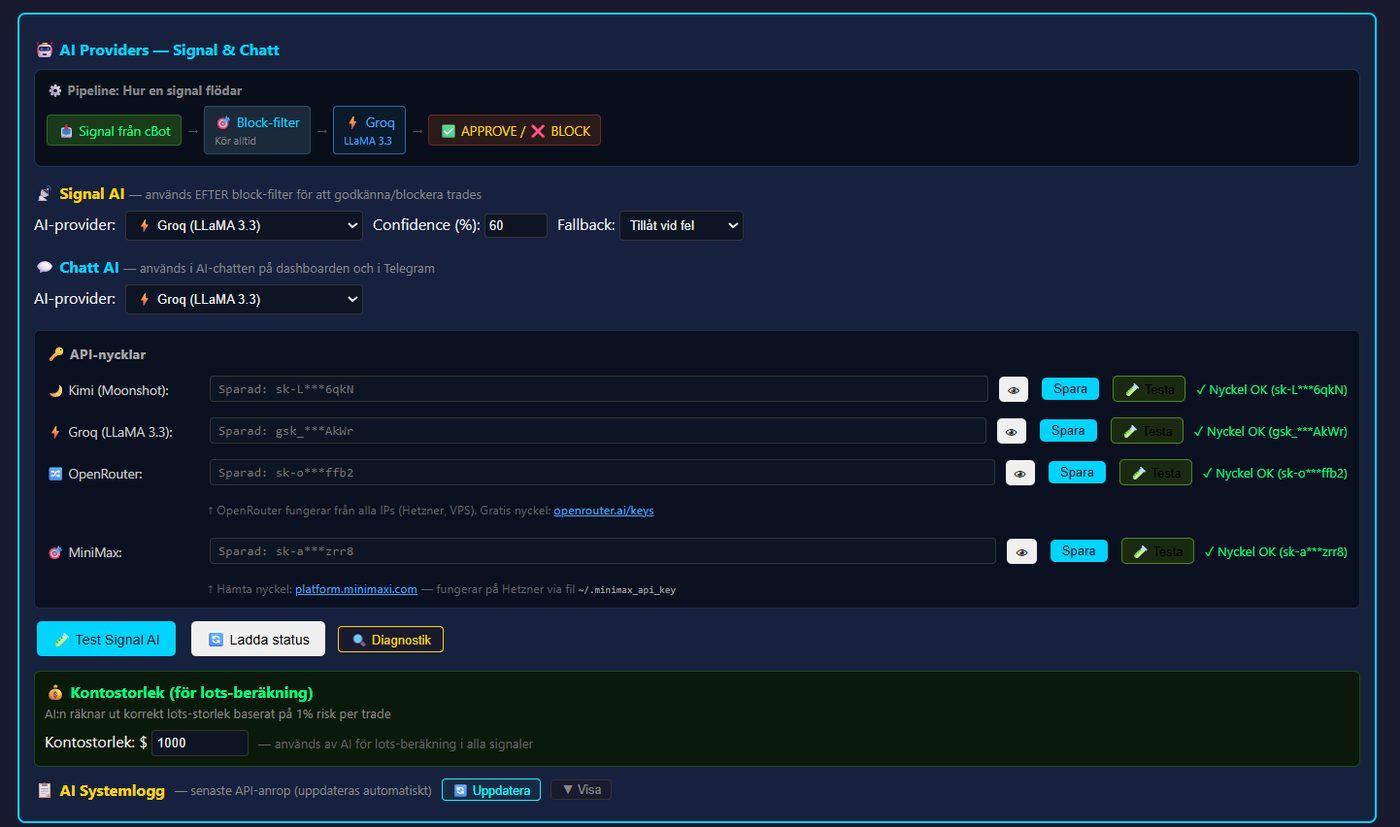 AI Providers — Signal & Chatt
Pipeline: Hur en signal flödar
Signal från cBot → Block-filter → Groq → APPROVE / ❌ BLOCK
Kör alltid LLaMA 3.3
Signal AI — används EFTER block-filter för att godkänna/blockera trades
AI-provider: Groq (LLaMA 3.3) Confidence (%): 60 Fallback: Tillåt vid fel
Chatt AI — används i AI-chatten på dashboarden och i Telegram
AI-provider: Groq (LLaMA 3.3)
API-nycklar
Kimi (Moonshot): Sparad: sk-L***6qkN Spara Testa ✓ Nyckel OK (sk-L***6qkN)
Groq (LLaMA 3.3): Sparad: gsk_***AkWr Spara Testa ✓ Nyckel OK (gsk_***AkWr)
OpenRouter: Sparad: sk-o***ffb2 Spara Testa ✓ Nyckel OK (sk-o***ffb2)
↑ OpenRouter fungerar från alla IPs (Hetzner, VPS). Gratis nyckel: openrouter.ai/keys
MiniMax: Sparad: sk-a***zrr8 Spara Testa ✓ Nyckel OK (sk-a***zrr8)
↑ Hämta nyckel: platform.minimaxi.com — fungerar på Hetzner via fil ~/.minimax_api_key
Test Signal AI Ladda status Diagnostik
Kontostorlek (för lots-beräkning)
AI:n räknar ut korrekt lots-storlek baserat på 1% risk per trade
Kontostorlek: $ 1000 — används av AI för lots-beräkning i alla signaler
AI Systemlogg — senaste API-anrop (uppdateras automatiskt) Uppdatera ▼ Visa